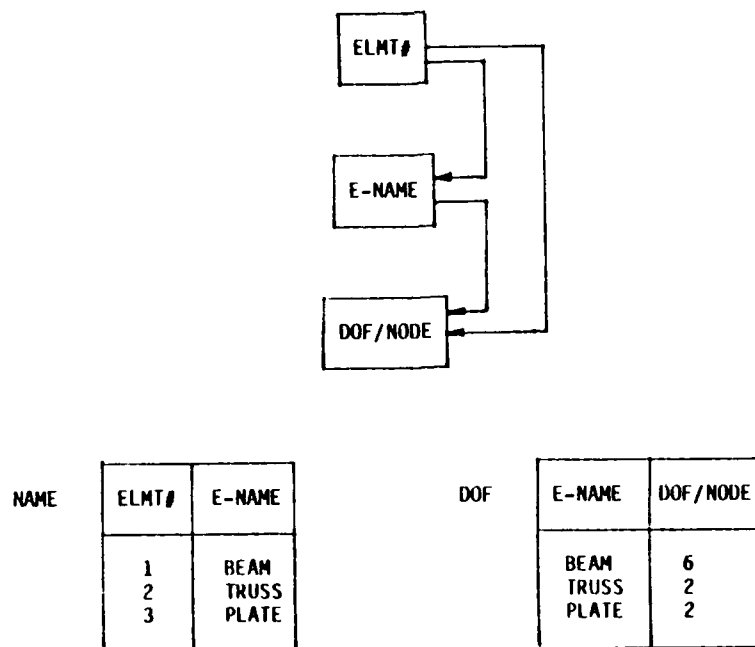 ELMT#
E-NAME
DOF/NODE
NAME
ELMT# E-NAME
1 BEAM
2 TRUSS
3 PLATE
DOF
E-NAME DOF/NODE
BEAM 6
TRUSS 2
PLATE 2